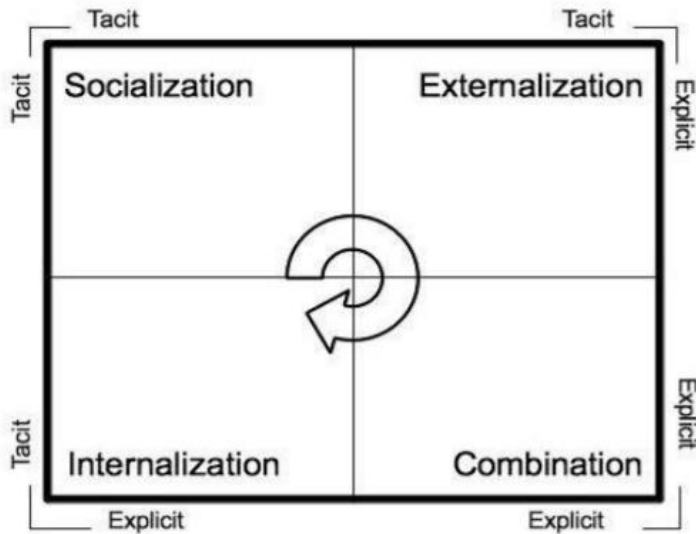 Tacit
Tacit
Tacit
Explicit
Socialization
Externalization
Internalization
Combination
Tacit
Explicit
Explicit
Explicit